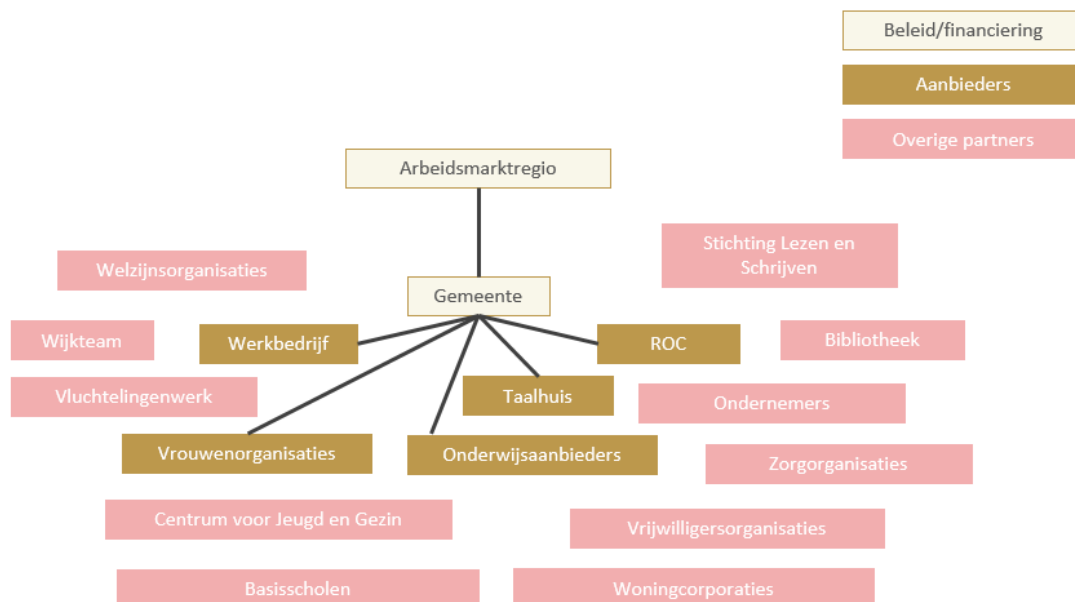 Beleid/financiering
Aanbieders
Overige partners
Arbeidsmarktregio
Stichting Lezen en
Schrijven
Welzijnsorganisaties
Gemeente
Wijkteam
Werkbedrijf
ROC
Bibliotheek
Vluchtelingenwerk
Taalhuis
Ondernemers
Vrouwenorganisaties
Onderwijsaanbieders
Zorgorganisaties
Centrum voor Jeugd en Gezin
Vrijwilligersorganisaties
Basisscholen
Woningcorporaties